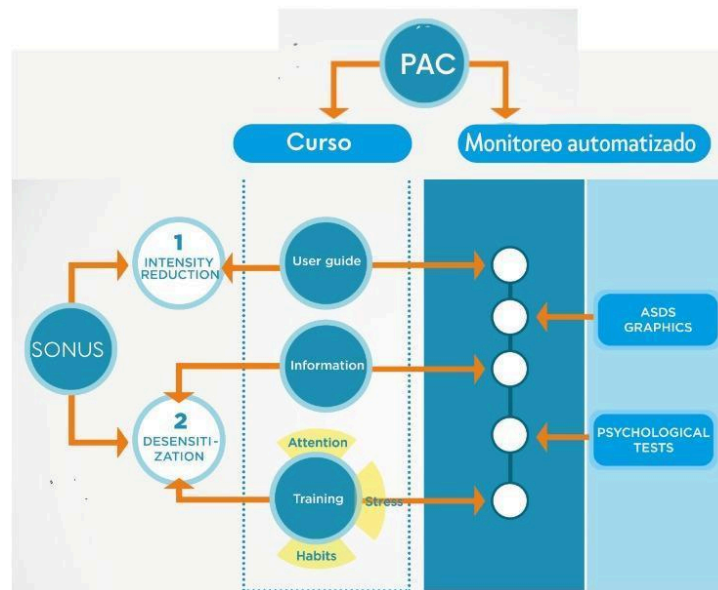 PAC
Curso
Monitoreo automatizado
1
INTENSITY
REDUCTION
User guide
SONUS
ASDS
GRAPHICS
Information
2
DESENSITI-
ZATION
Attention
PSYCHOLOGICAL
TESTS
Training
Stress
Habits